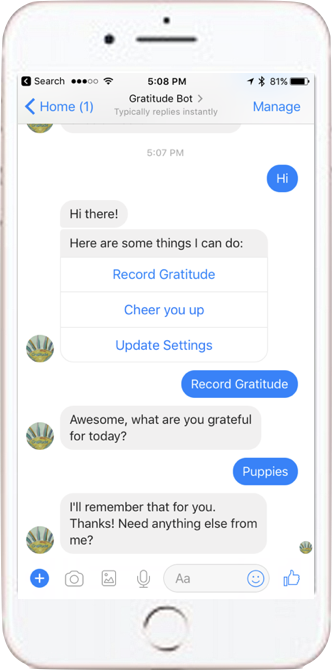 Search 5:08 PM 81%
Home (1) Gratitude Bot Manage
Typically replies instantly
5:07 PM
Hi
Hi there!
Here are some things I can do:
Record Gratitude
Cheer you up
Update Settings
Record Gratitude
Awesome, what are you grateful
for today?
Puppies
I'll remember that for you.
Thanks! Need anything else from
me?
Aa